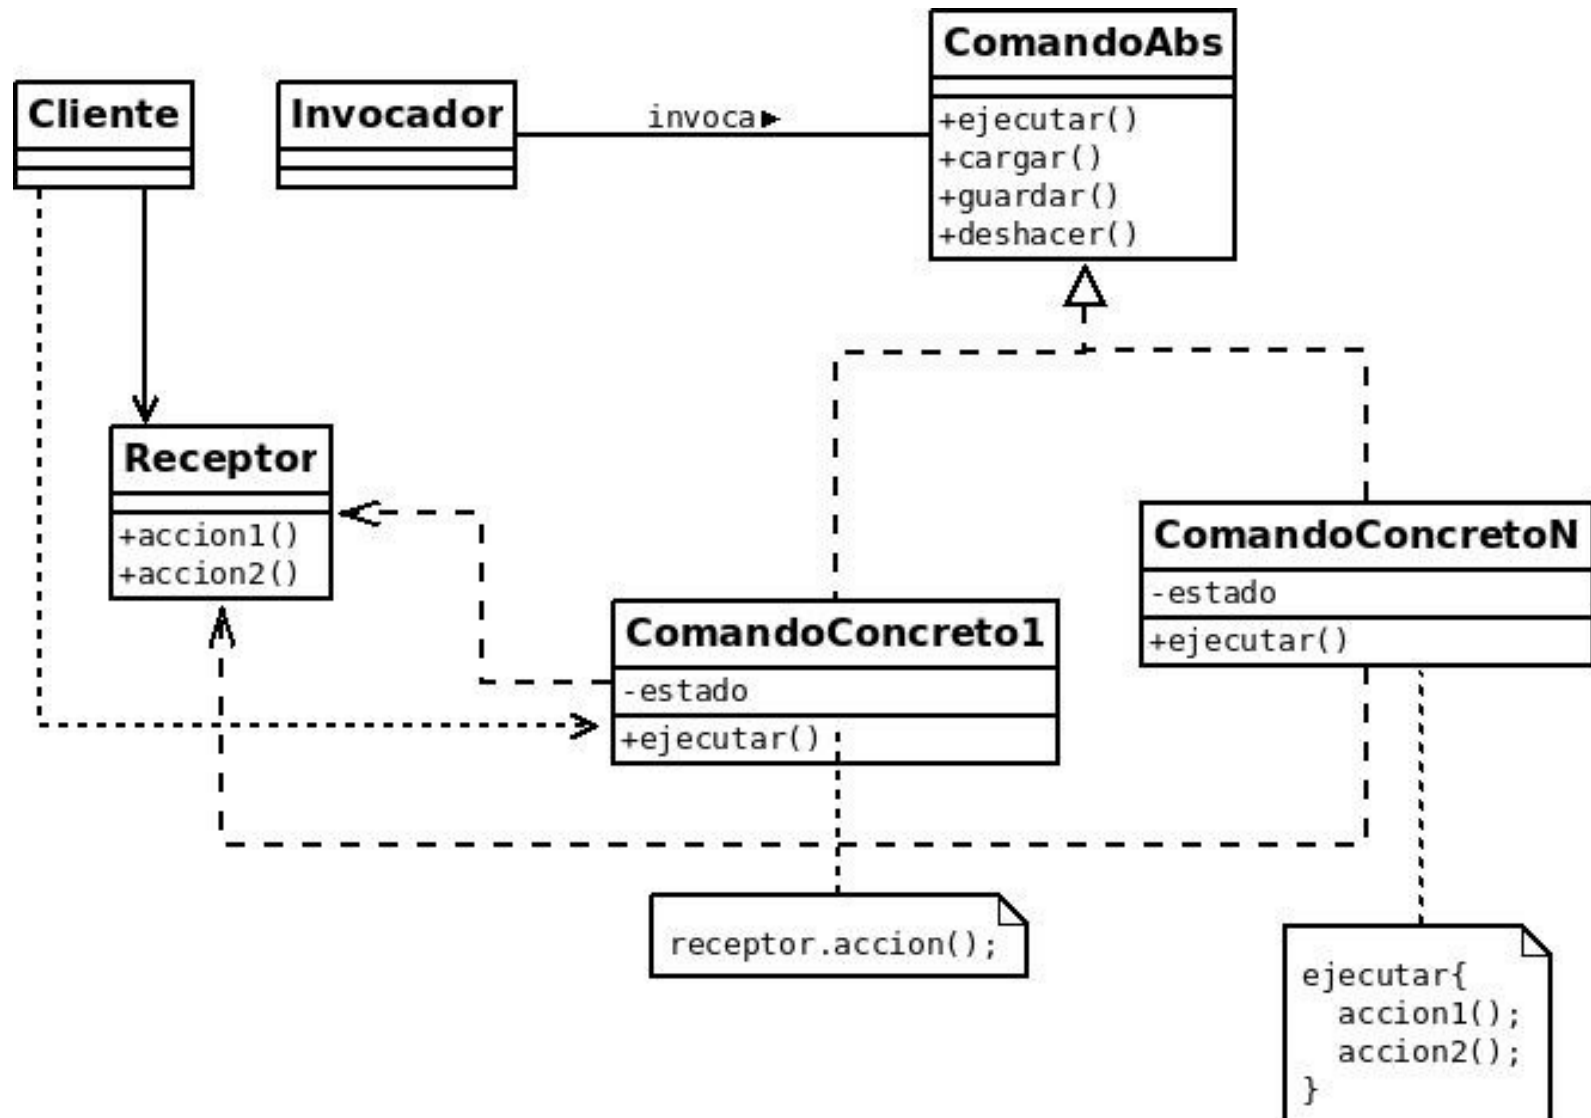 ComandoAbs
+ejecutar()
+cargar()
+guardar()
+deshacer()
Cliente
Invocador
invoca▶
Receptor
+accion1()
+accion2()
ComandoConcreto1
-estado
+ejecutar()
ComandoConcretoN
-estado
+ejecutar()
receptor.accion();
ejecutar{
accion1();
accion2();
}